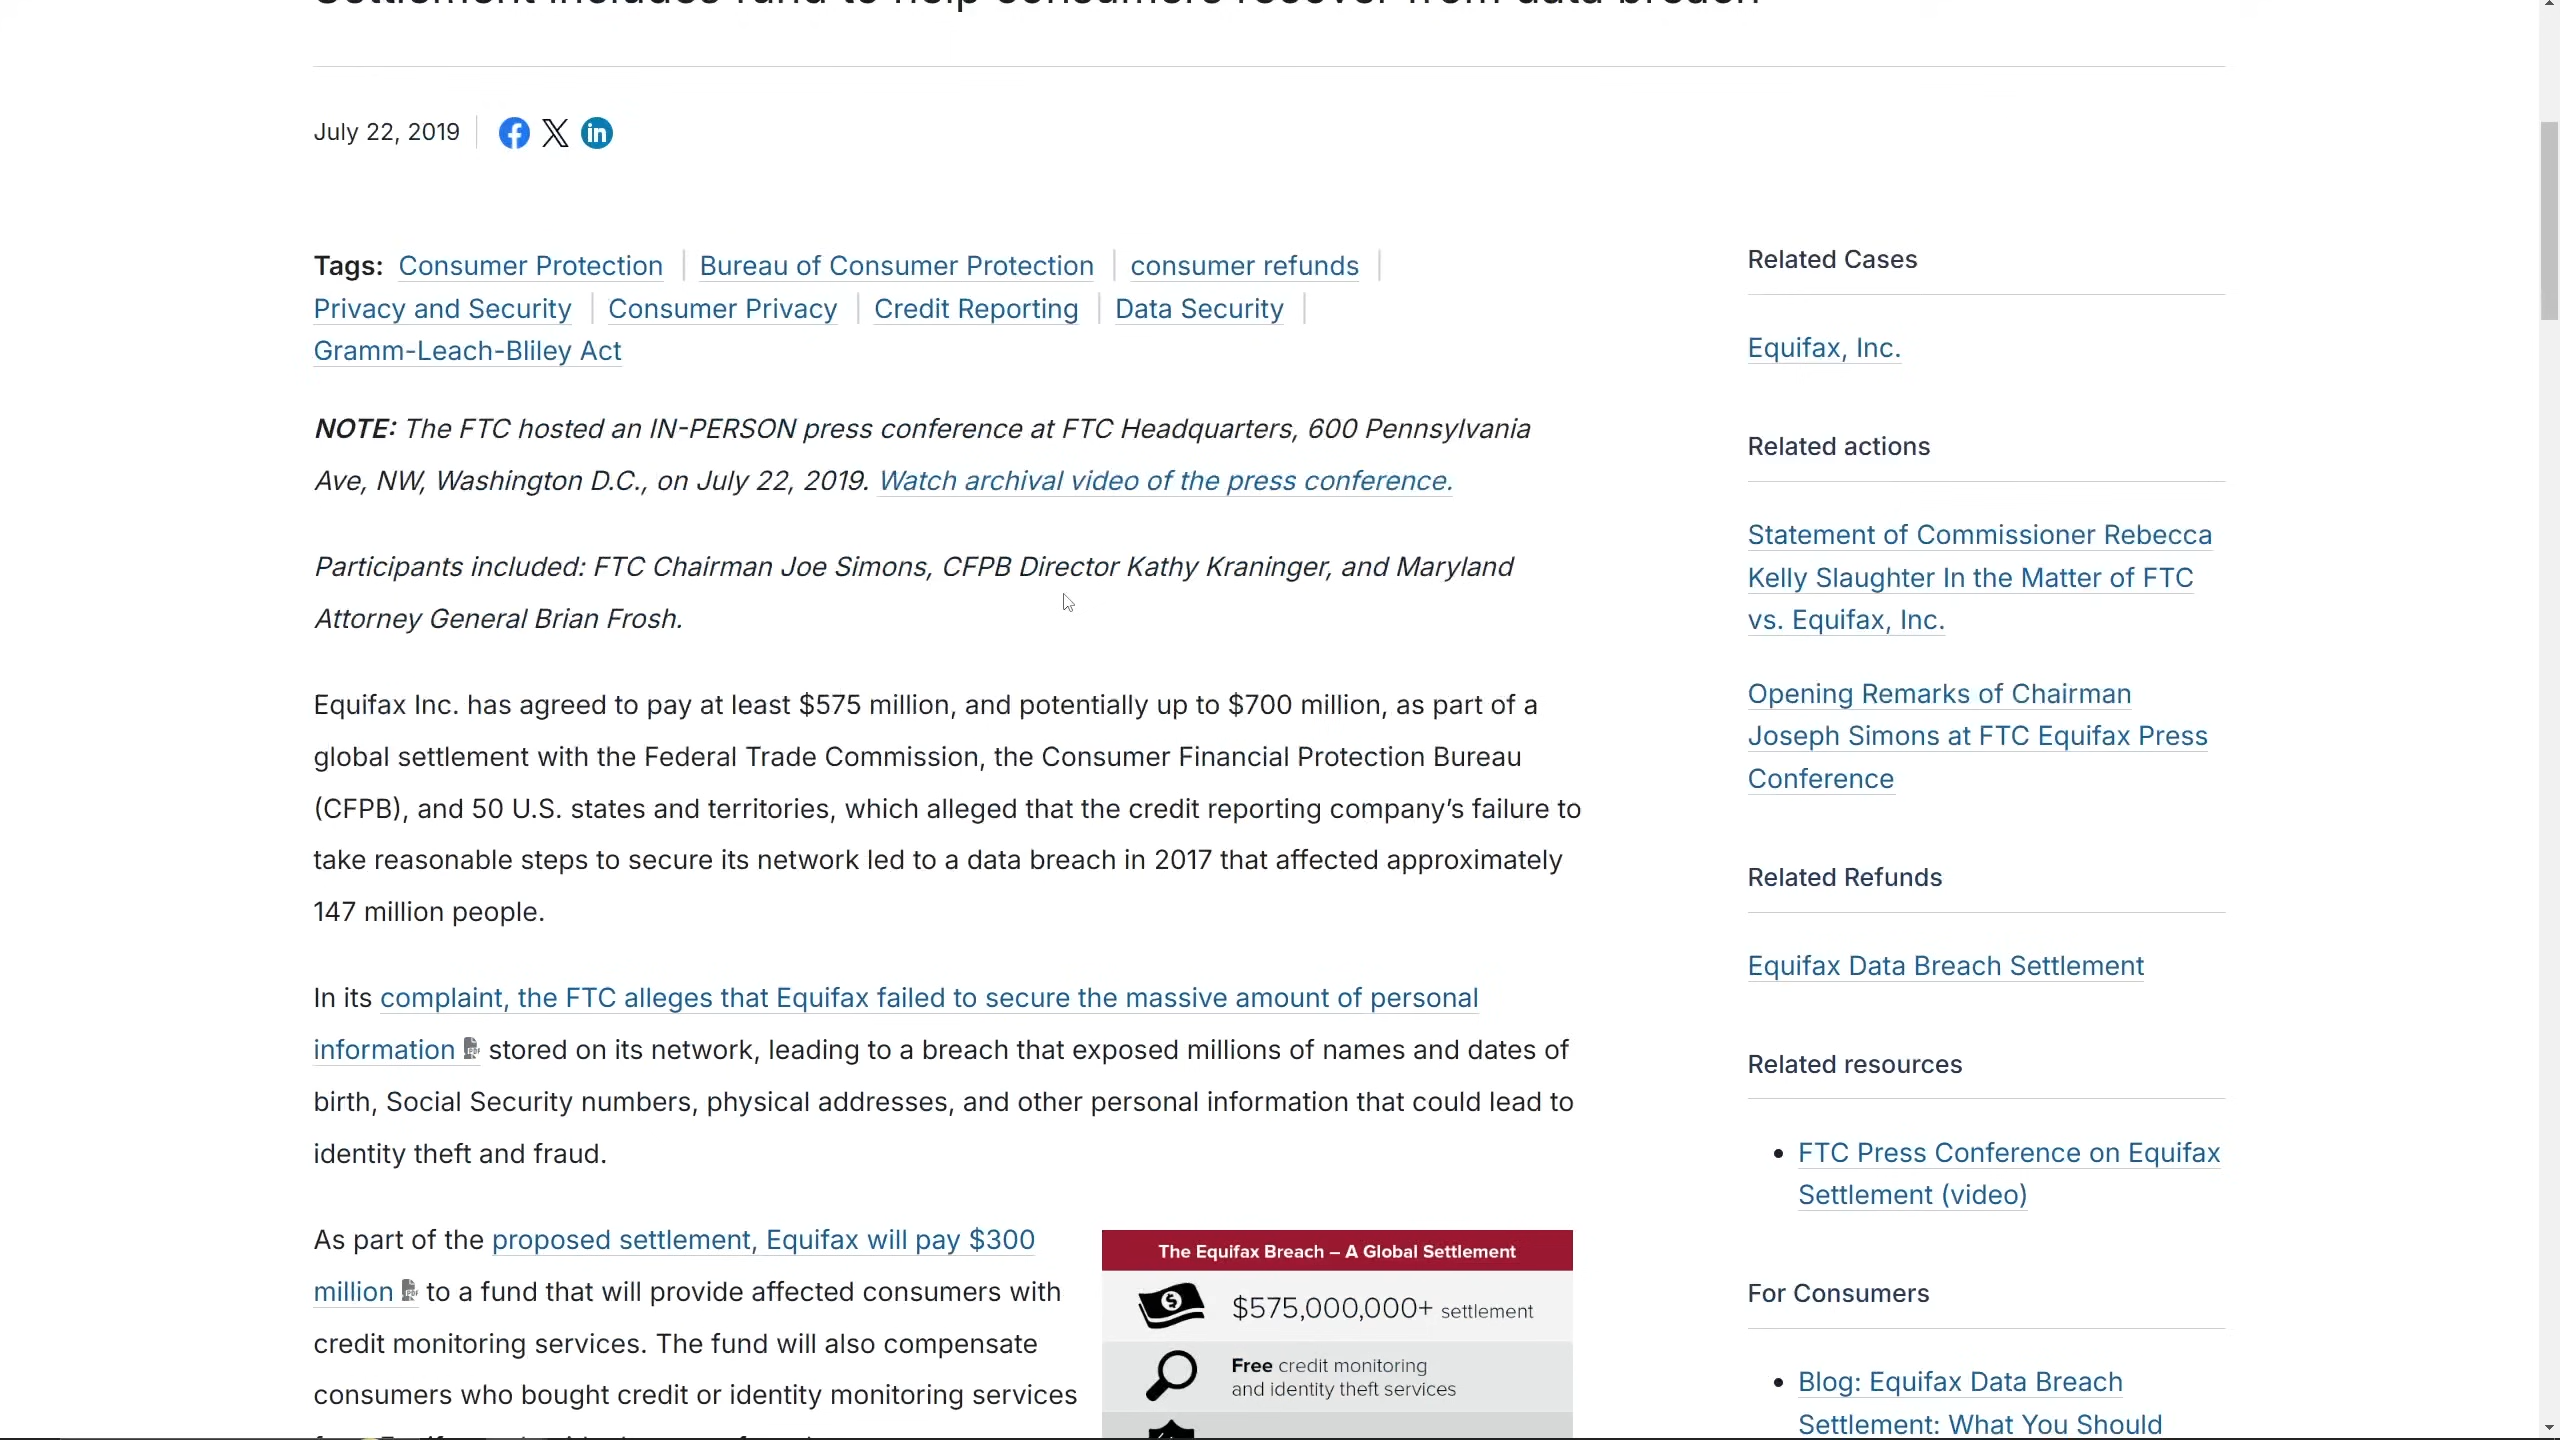 Settlement includes fund to help consumers recover from data breach
July 22, 2019
Tags: Consumer Protection | Bureau of Consumer Protection | consumer refunds |
Privacy and Security | Consumer Privacy | Credit Reporting | Data Security |
Gramm-Leach-Bliley Act
NOTE: The FTC hosted an IN-PERSON press conference at FTC Headquarters, 600 Pennsylvania
Ave, NW, Washington D.C., on July 22, 2019. Watch archival video of the press conference.
Participants included: FTC Chairman Joe Simons, CFPB Director Kathy Kraninger, and Maryland
Attorney General Brian Frosh.
Equifax Inc. has agreed to pay at least $575 million, and potentially up to $700 million, as part of a
global settlement with the Federal Trade Commission, the Consumer Financial Protection Bureau
(CFPB), and 50 U.S. states and territories, which alleged that the credit reporting company’s failure to
take reasonable steps to secure its network led to a data breach in 2017 that affected approximately
147 million people.
In its complaint, the FTC alleges that Equifax failed to secure the massive amount of personal
information stored on its network, leading to a breach that exposed millions of names and dates of
birth, Social Security numbers, physical addresses, and other personal information that could lead to
identity theft and fraud.
As part of the proposed settlement, Equifax will pay $300
million to a fund that will provide affected consumers with
credit monitoring services. The fund will also compensate
consumers who bought credit or identity monitoring services
The Equifax Breach – A Global Settlement
$575,000,000+ settlement
Free credit monitoring
and identity theft services
Related Cases
Equifax, Inc.
Related actions
Statement of Commissioner Rebecca
Kelly Slaughter In the Matter of FTC
vs. Equifax, Inc.
Opening Remarks of Chairman
Joseph Simons at FTC Equifax Press
Conference
Related Refunds
Equifax Data Breach Settlement
Related resources
• FTC Press Conference on Equifax
Settlement (video)
For Consumers
• Blog: Equifax Data Breach
Settlement: What You Should